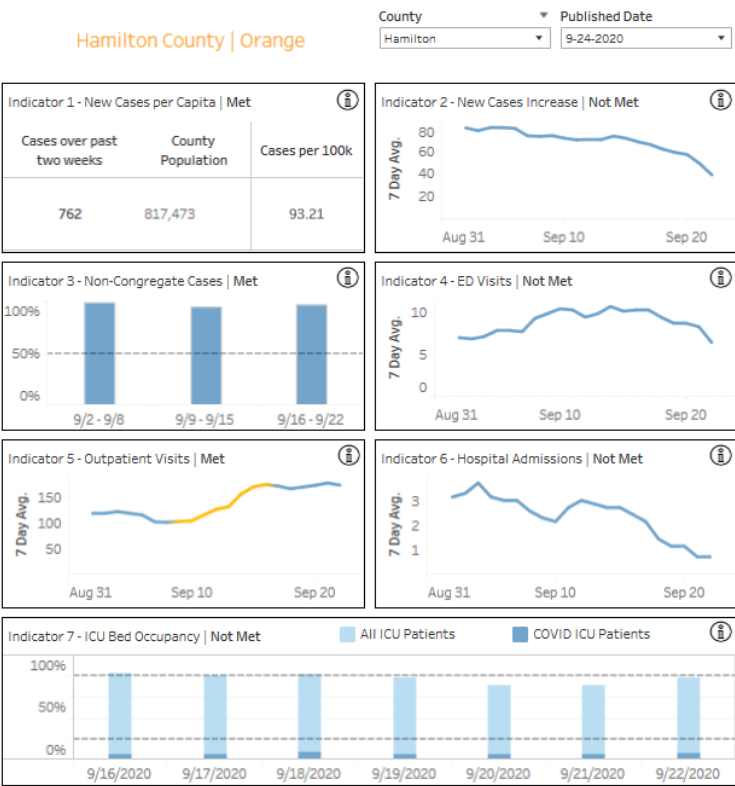 County
Published Date
Hamilton County | Orange
Hamilton
9-24-2020
Indicator 1 - New Cases per Capita | Met
Cases over past two weeks
County Population
Cases per 100k
762
817,473
93.21
Indicator 2 - New Cases Increase | Not Met
7 Day Avg.
80
60
40
20
Aug 31
Sep 10
Sep 20
Indicator 3 - Non-Congregate Cases | Met
100%
50%
0%
9/2 - 9/8
9/9 - 9/15
9/16 - 9/22
Indicator 4 - ED Visits | Not Met
7 Day Avg.
10
5
0
Aug 31
Sep 10
Sep 20
Indicator 5 - Outpatient Visits | Met
7 Day Avg.
150
100
50
Aug 31
Sep 10
Sep 20
Indicator 6 - Hospital Admissions | Not Met
7 Day Avg.
3
2
1
Aug 31
Sep 10
Sep 20
Indicator 7 - ICU Bed Occupancy | Not Met
All ICU Patients
COVID ICU Patients
100%
50%
0%
9/16/2020
9/17/2020
9/18/2020
9/19/2020
9/20/2020
9/21/2020
9/22/2020